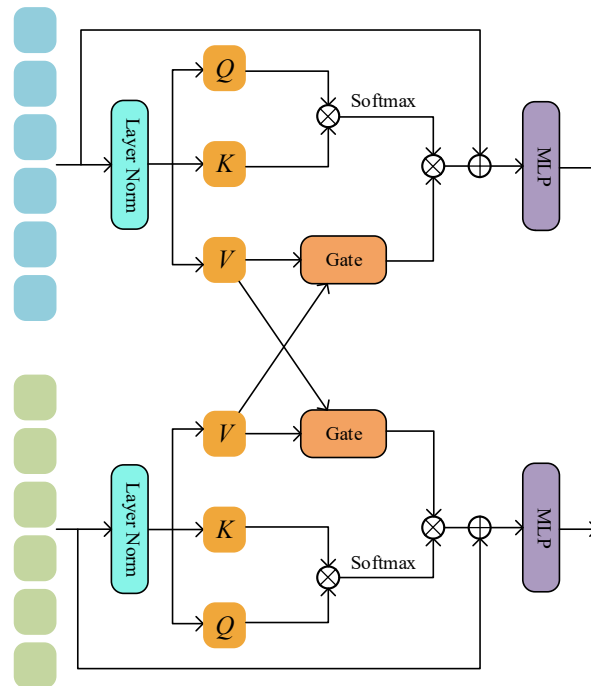 Q
Softmax
Layer Norm
K
MLP
V
Gate
V
Gate
Layer Norm
K
MLP
Softmax
Q